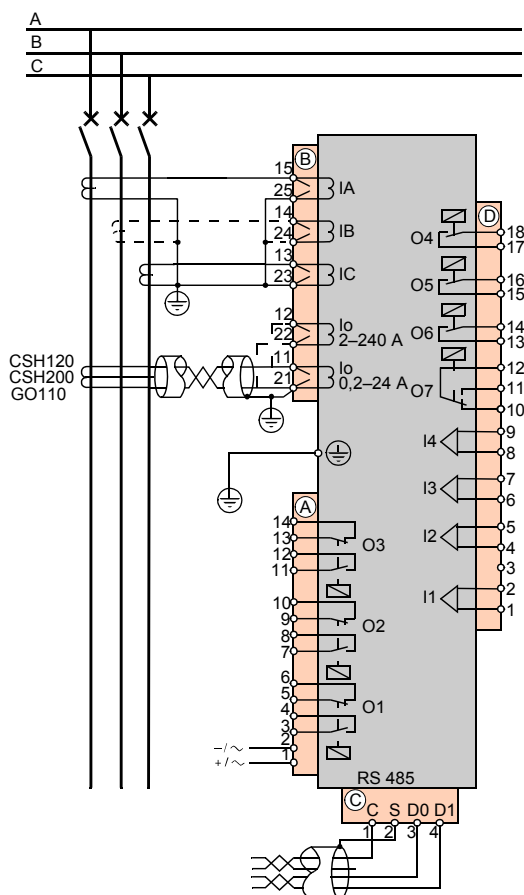 A
B
C
B
15
25
IA
14
24
IB
13
23
IC
12
22
Io
2–240 A
11
21
Io
0,2–24 A
CSH120
CSH200
GO110
D
O4
18
17
O5
16
15
O6
14
13
O7
12
11
10
I4
9
8
I3
7
6
I2
5
4
3
I1
2
1
A
14
13
O3
12
11
10
9
O2
8
7
6
5
O1
4
3
2
1
–/~
+/~
RS 485
C
C S D0 D1
1 2 3 4